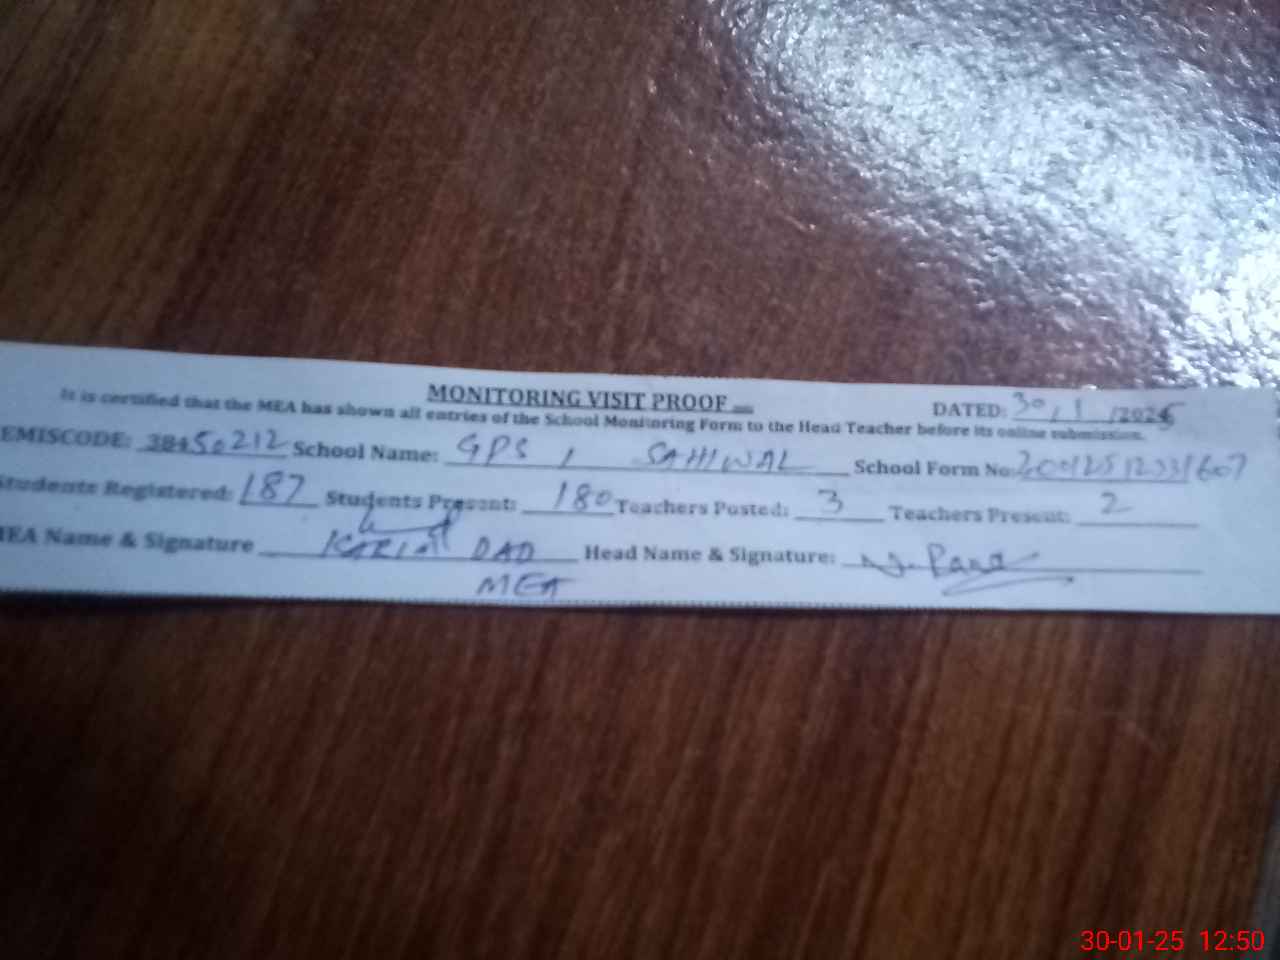 MONITORING VISIT PROOF
DATED: 30/1/2025
It is certified that the MEA has shown all entries of the School Monitoring Form to the Head Teacher before its online submission.
EMISCODE: 38450212 School Name: GPS 1 SAHIWAL School Form No:
Students Registered: 187 Students Present: 180 Teachers Posted: 3 Teachers Present: 2
MEA Name & Signature KARIM DAD Head Name & Signature:
MEA
30-01-25 12:50